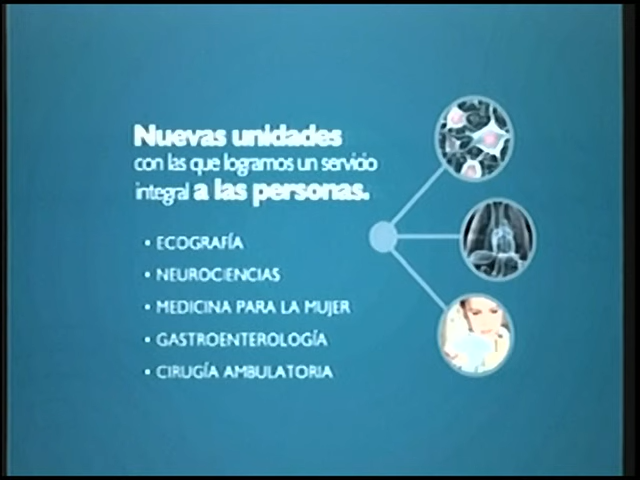 Nuevas unidades
con las que logramos un servicio
integral a las personas.
• ECOGRAFÍA
• NEUROCIENCIAS
• MEDICINA PARA LA MUJER
• GASTROENTEROLOGÍA
• CIRUGÍA AMBULATORIA